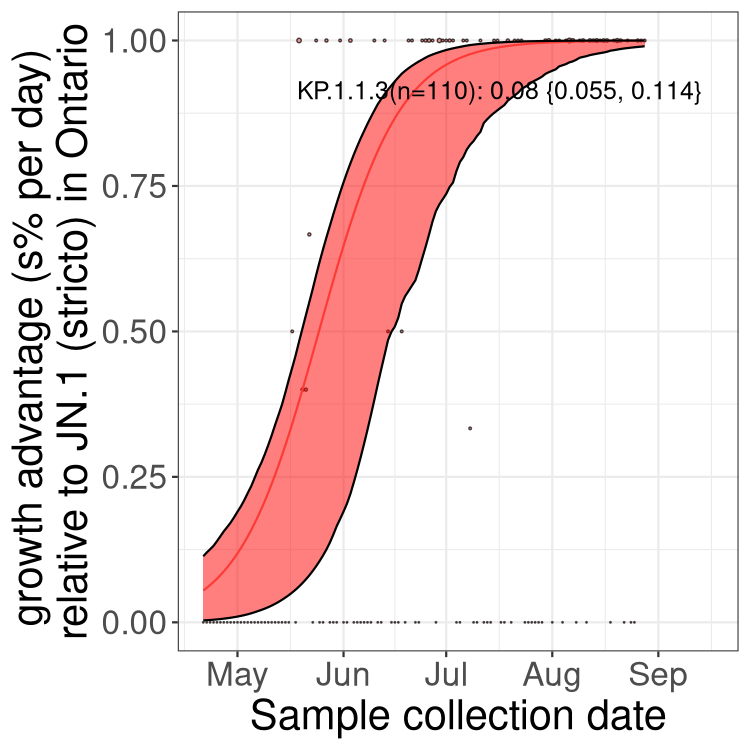 growth advantage (s% per day)
relative to JN.1 (stricto) in Ontario
1.00
0.75
0.50
0.25
0.00
KP.1.1.3(n=110): 0.08 {0.055, 0.114}
May Jun Jul Aug Sep
Sample collection date